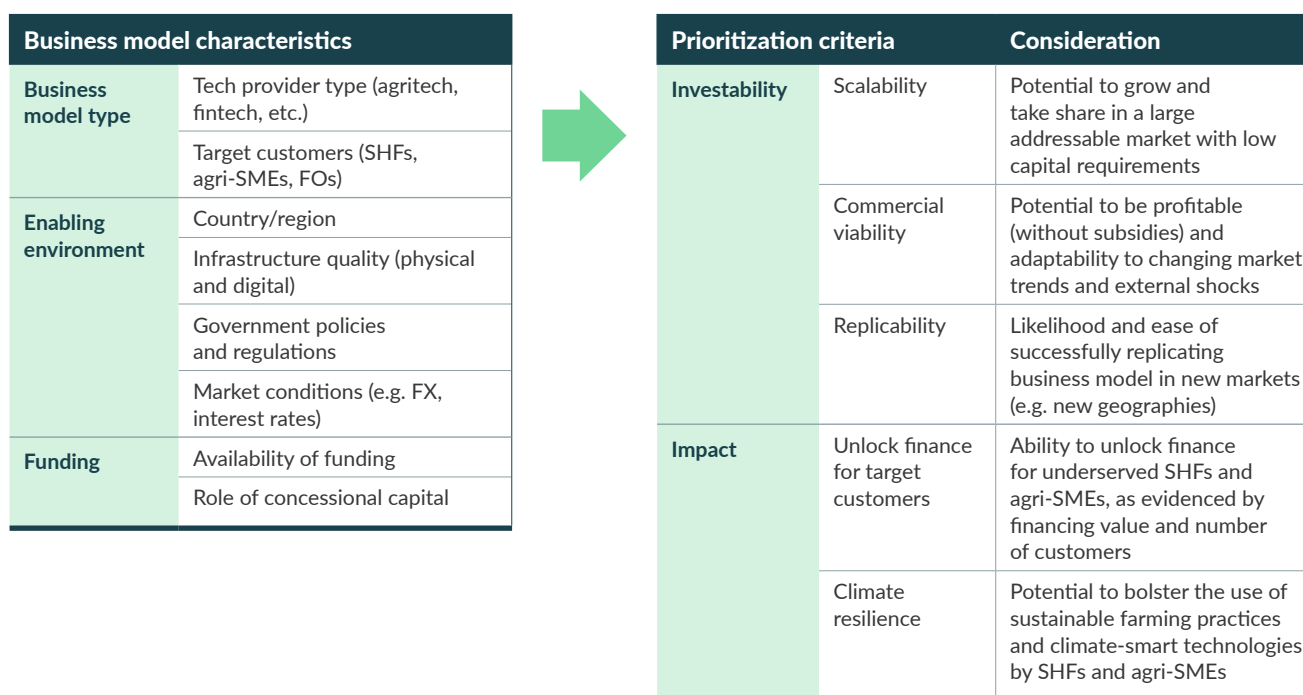 Business model characteristics
Business
model type
Tech provider type (agritech,
fintech, etc.)
Target customers (SHFs,
agri-SMEs, FOs)
Enabling
environment
Country/region
Infrastructure quality (physical
and digital)
Government policies
and regulations
Market conditions (e.g. FX,
interest rates)
Funding
Availability of funding
Role of concessional capital
Prioritization criteria
Consideration
Investability
Scalability
Potential to grow and
take share in a large
addressable market with low
capital requirements
Commercial
viability
Potential to be profitable
(without subsidies) and
adaptability to changing market
trends and external shocks
Replicability
Likelihood and ease of
successfully replicating
business model in new markets
(e.g. new geographies)
Impact
Unlock finance
for target
customers
Ability to unlock finance
for underserved SHFs and
agri-SMEs, as evidenced by
financing value and number
of customers
Climate
resilience
Potential to bolster the use of
sustainable farming practices
and climate-smart technologies
by SHFs and agri-SMEs